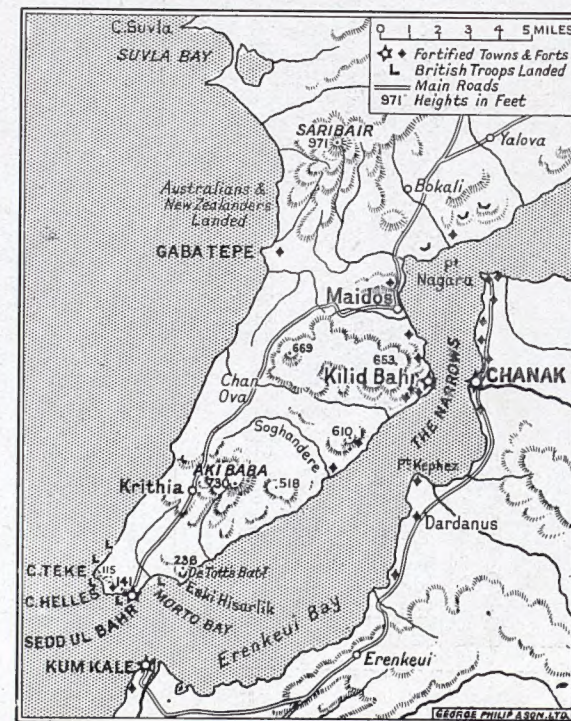 C. Suvla
SUVLA BAY
0 1 2 3 4 5 MILES
Fortified Towns & Forts
British Troops Landed
Main Roads
971 Heights in Feet
SARIBAIR
971
Yalova
Bokali
Australians &
New Zealanders
Landed
GABA TEPE
Pt
Nagara
Maidos
669
653
Kilid Bahr
CHANAK
THE NARROWS
Chan
Ova
610
Soghandere
Pt Kephez
AKI BABA
730
518
Krithia
Dardanus
238
De Totts Baty
C. TEKE
115
141
Eski Hisarlik
C. HELLES
MORTO BAY
SEDD UL BAHR
Erenkeui Bay
KUM KALE
Erenkeui
GEORGE PHILIP & SON. LTD.